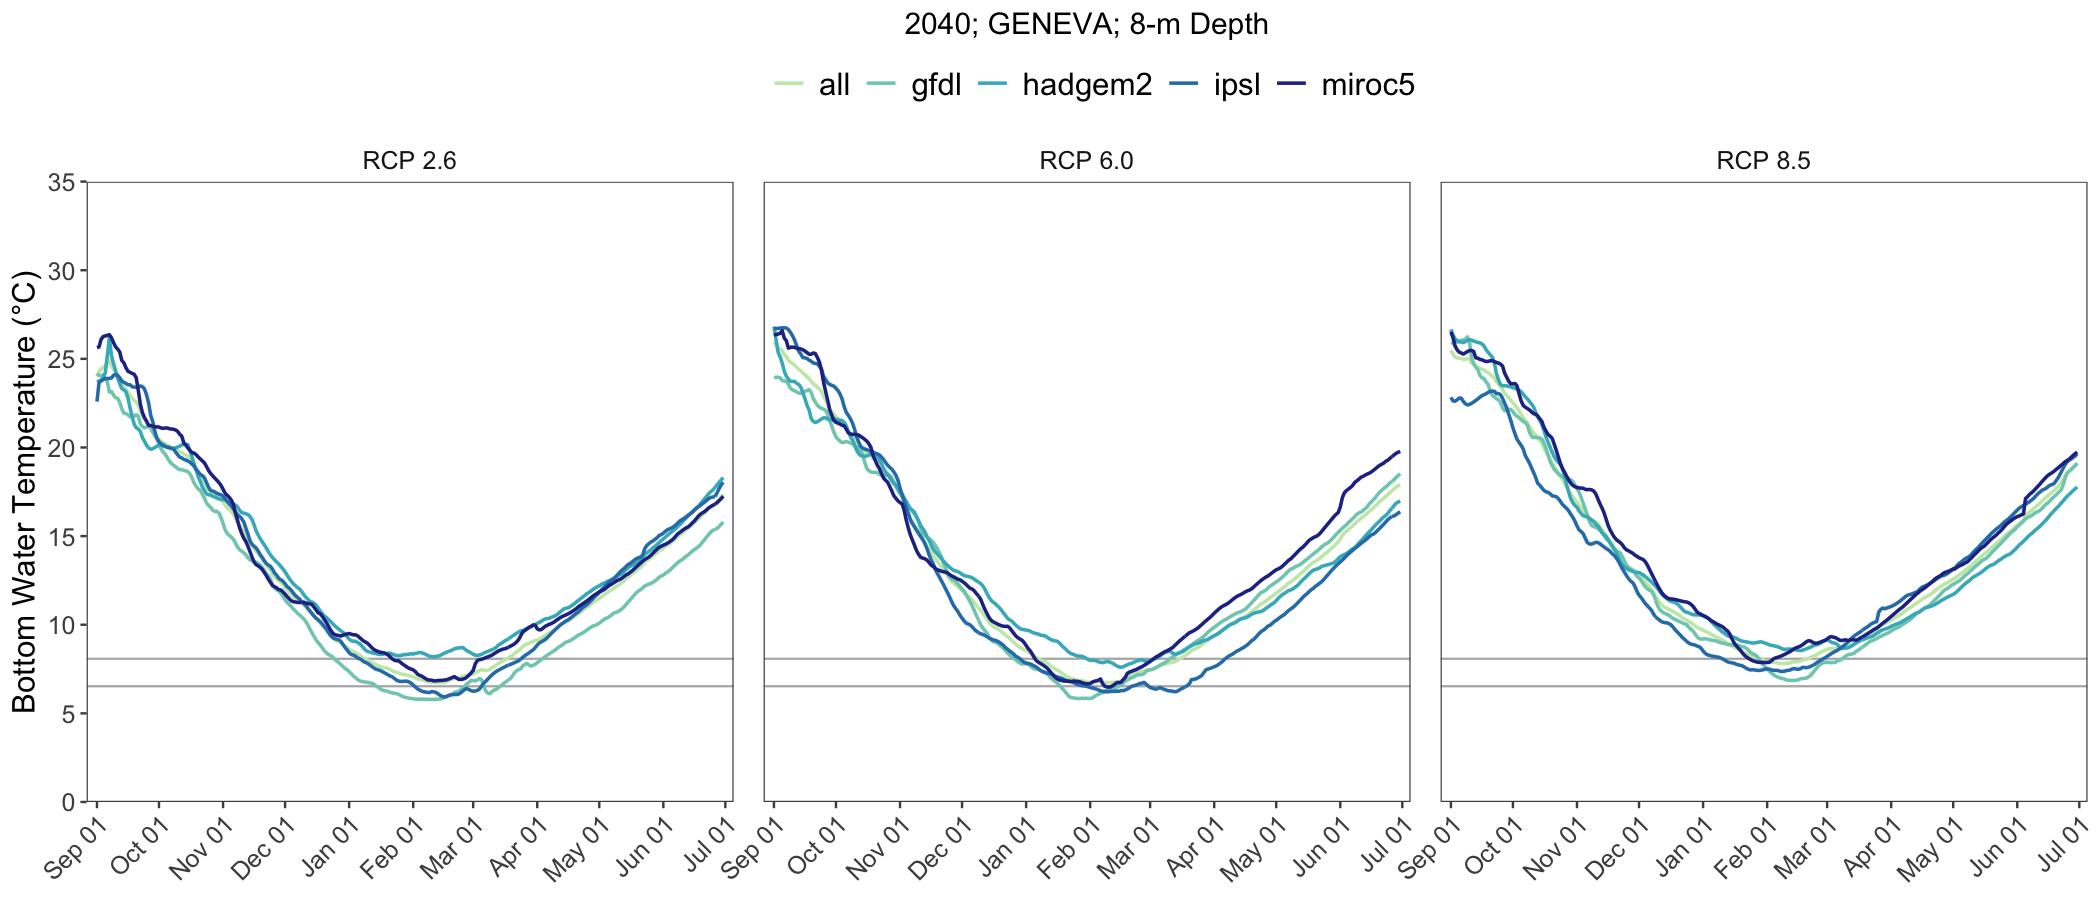 2040; GENEVA; 8-m Depth
all gfdl hadgem2 ipsl miroc5
RCP 2.6 RCP 6.0 RCP 8.5
Bottom Water Temperature (°C)
35
30
25
20
15
10
5
0
Sep 01 Oct 01 Nov 01 Dec 01 Jan 01 Feb 01 Mar 01 Apr 01 May 01 Jun 01 Jul 01 Sep 01 Oct 01 Nov 01 Dec 01 Jan 01 Feb 01 Mar 01 Apr 01 May 01 Jun 01 Jul 01 Sep 01 Oct 01 Nov 01 Dec 01 Jan 01 Feb 01 Mar 01 Apr 01 May 01 Jun 01 Jul 01